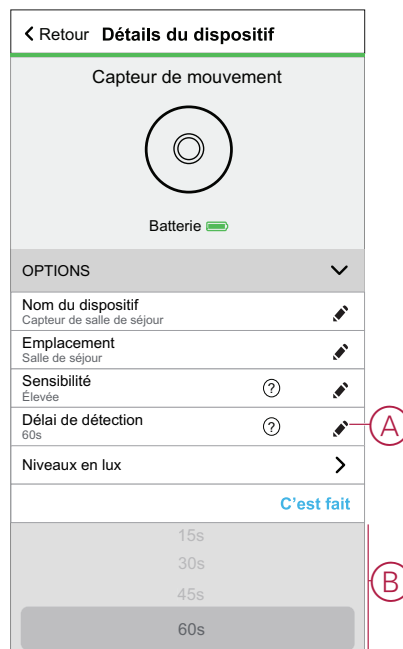 Retour Détails du dispositif
Capteur de mouvement
Batterie
OPTIONS
Nom du dispositif
Capteur de salle de séjour
Emplacement
Salle de séjour
Sensibilité
Élevée
?
Délai de détection
60s
?
A
Niveaux en lux
C'est fait
15s
30s
45s
60s
B